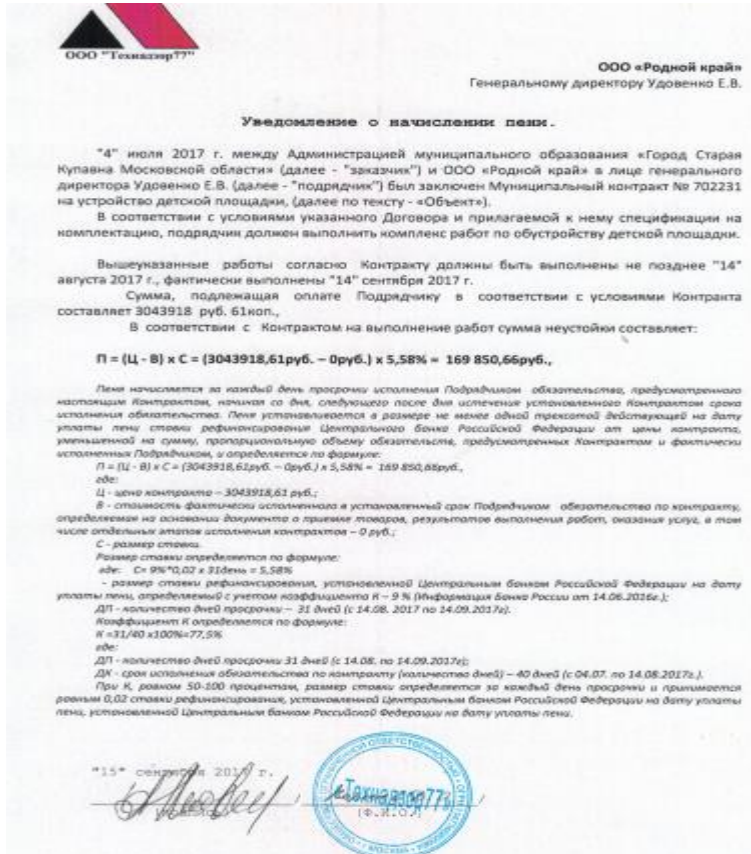 ООО "Технадзор77"
ООО «Родной край»
Генеральному директору Удовенко Е.В.
Уведомление о начислении пени.
"4" июля 2017 г. между Администрацией муниципального образования «Город Старая
Купавна Московской области» (далее - "заказчик") и ООО «Родной край» в лице генерального
директора Удовенко Е.В. (далее - "подрядчик") был заключен Муниципальный контракт № 702231
на устройство детской площадки, (далее по тексту - «Объект»).
В соответствии с условиями указанного Договора и прилагаемой к нему спецификации на
комплектацию, подрядчик должен выполнить комплекс работ по обустройству детской площадки.
Вышеуказанные работы согласно Контракту должны быть выполнены не позднее "14"
августа 2017 г., фактически выполнены "14" сентября 2017 г.
Сумма, подлежащая оплате Подрядчику в соответствии с условиями Контракта
составляет 3043918 руб. 61коп.,
В соответствии с Контрактом на выполнение работ сумма неустойки составляет:
П = (Ц - В) х С = (3043918,61руб. – 0руб.) х 5,58% = 169 850,66руб.,
Пеня начисляется за каждый день просрочки исполнения Подрядчиком обязательства, предусмотренного
настоящим Контрактом, начиная со дня, следующего после дня истечения установленного Контрактом срока
исполнения обязательства. Пеня устанавливается в размере не менее одной трехсотой действующей на дату
уплаты пени ставки рефинансирования Центрального банка Российской Федерации от цены контракта,
уменьшенной на сумму, пропорциональную объему обязательств, предусмотренных Контрактом и фактически
исполненных Подрядчиком, и определяется по формуле:
П = (Ц - В) х С = (3043918,61руб. – 0руб.) х 5,58% = 169 850,66руб.,
где:
Ц - цена контракта – 3043918,61 руб.;
В - стоимость фактически исполненного в установленный срок Подрядчиком обязательства по контракту,
определяемая на основании документа о приемке товаров, результатов выполнения работ, оказания услуг, в том
числе отдельных этапов исполнения контрактов – 0 руб.;
С - размер ставки.
Размер ставки определяется по формуле:
где: С= 9%*0,02 х 31день = 5,58%
- размер ставки рефинансирования, установленной Центральным банком Российской Федерации на дату
уплаты пени, определяемый с учетом коэффициента К – 9 % (Информация Банка России от 14.06.2016г.);
ДП - количество дней просрочки – 31 дней (с 14.08. 2017 по 14.09.2017г).
Коэффициент К определяется по формуле:
К =31/40 х100%=77,5%
где:
ДП - количество дней просрочки 31 дней (с 14.08. по 14.09.2017г);
ДК - срок исполнения обязательства по контракту (количество дней) – 40 дней (с 04.07. по 14.08.2017г.).
При К, равном 50-100 процентам, размер ставки определяется за каждый день просрочки и принимается
равным 0,02 ставки рефинансирования, установленной Центральным банком Российской Федерации на дату уплаты
пени, установленной Центральным банком Российской Федерации на дату уплаты пени.
"15" сентября 2017 г.
«Технадзор77»
(Ф.И.О.)